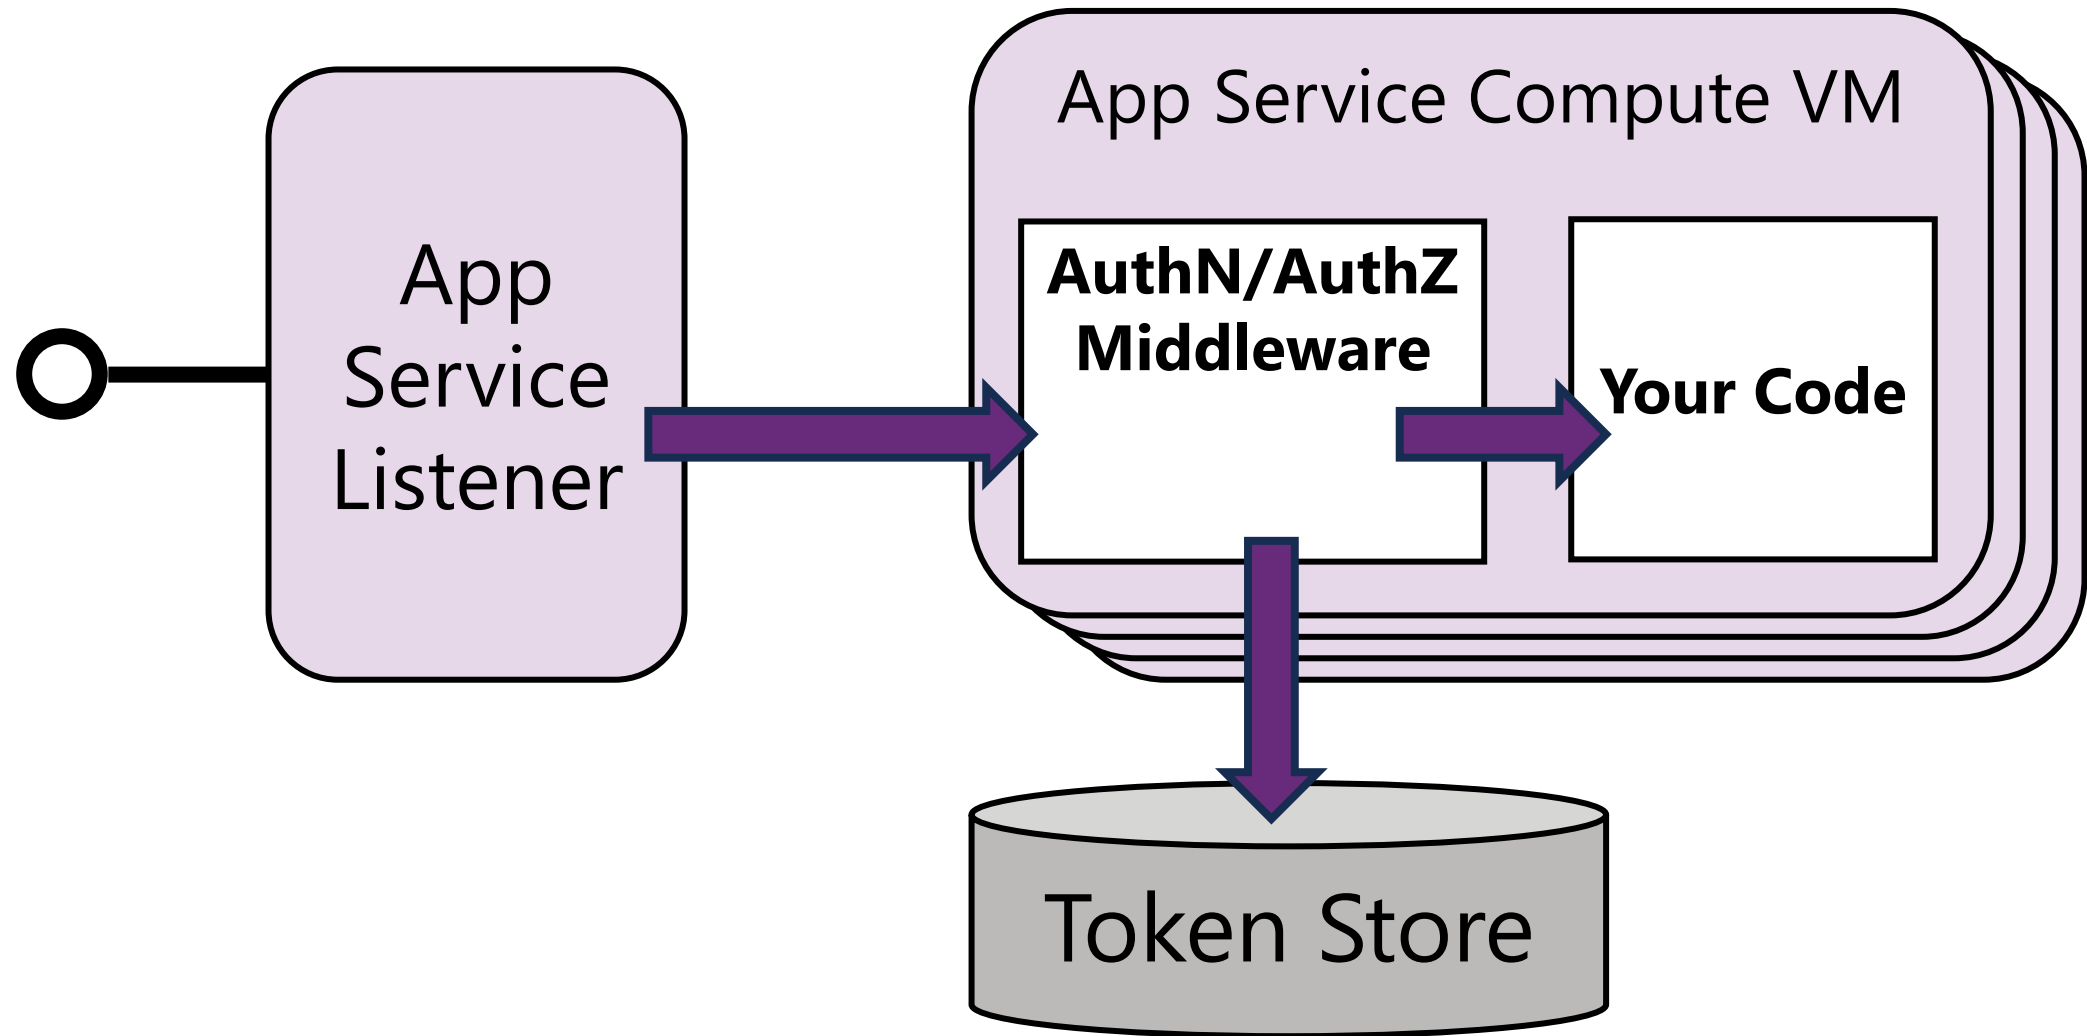 App Service Compute VM
App
Service
Listener
AuthN/AuthZ
Middleware
Your Code
Token Store